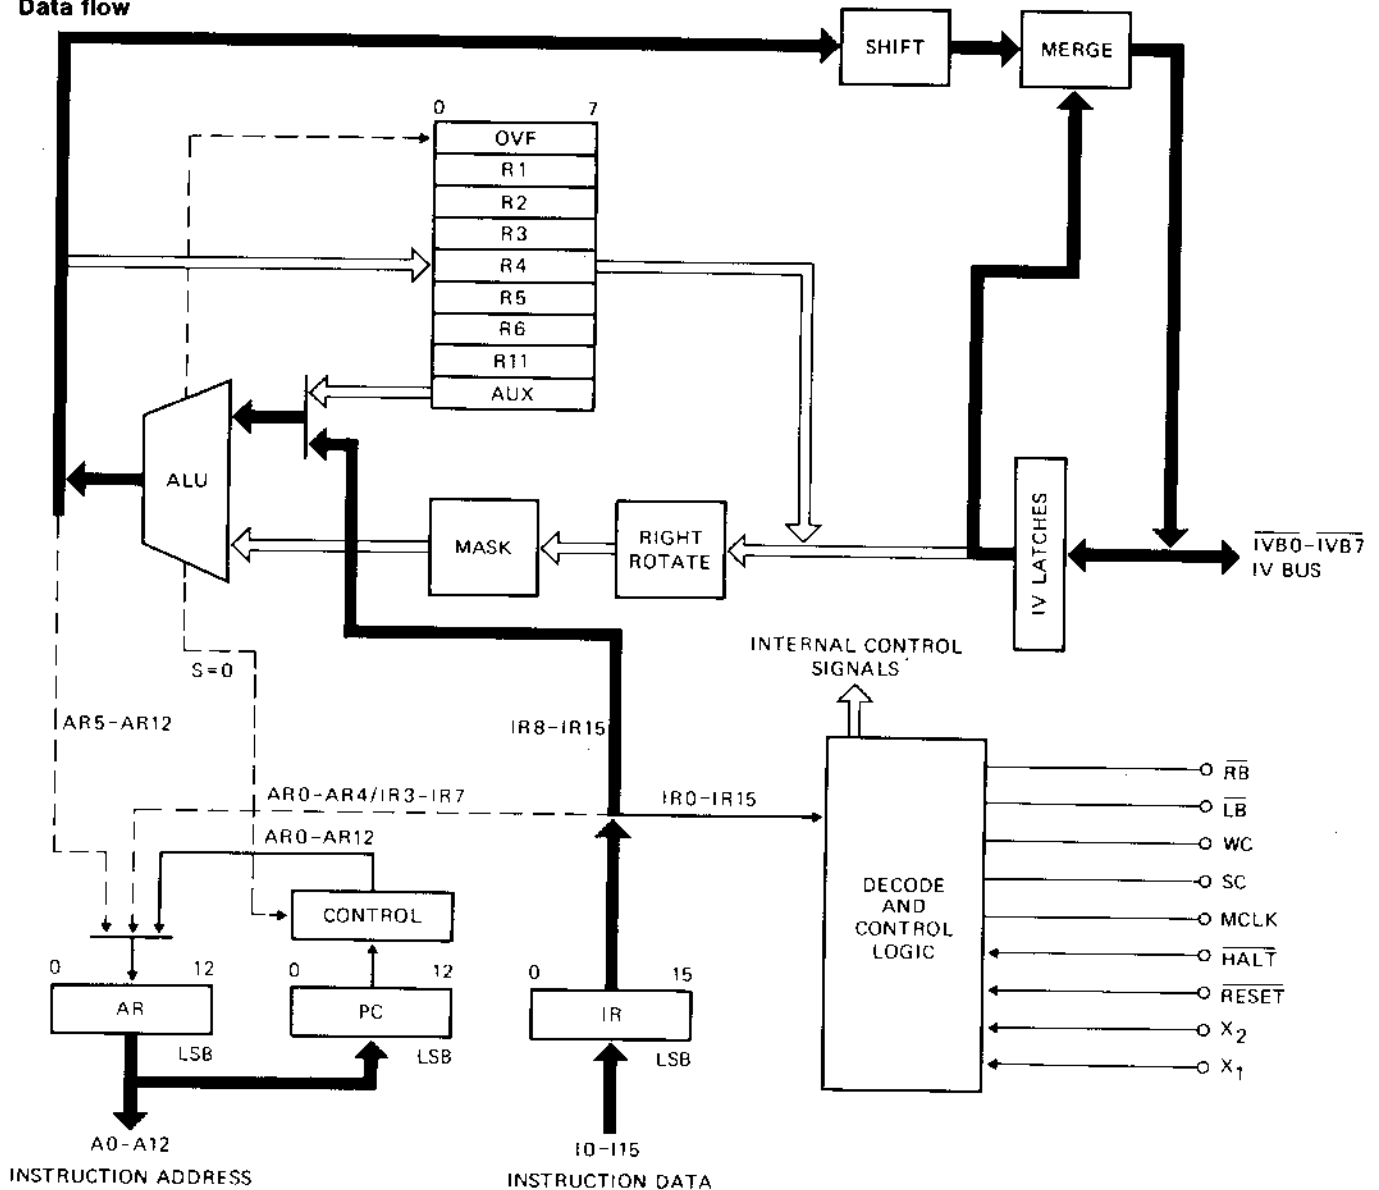 Data flow
SHIFT
MERGE
0 7
OVF
R1
R2
R3
R4
R5
R6
R11
AUX
ALU
MASK
RIGHT
ROTATE
IV LATCHES
IVB0-IVB7
IV BUS
INTERNAL CONTROL
SIGNALS
S=0
AR5-AR12
IR8-IR15
AR0-AR4/IR3-IR7
IR0-IR15
AR0-AR12
CONTROL
DECODE
AND
CONTROL
LOGIC
RB
LB
WC
SC
MCLK
HALT
RESET
X2
X1
0 12
AR
LSB
0 12
PC
LSB
0 15
IR
LSB
A0-A12
INSTRUCTION ADDRESS
I0-I15
INSTRUCTION DATA